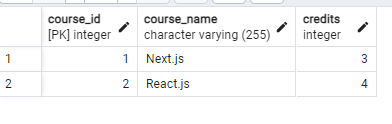 course_id course_name credits
[PK] integer character varying (255) integer
1 1 Next.js 3
2 2 React.js 4